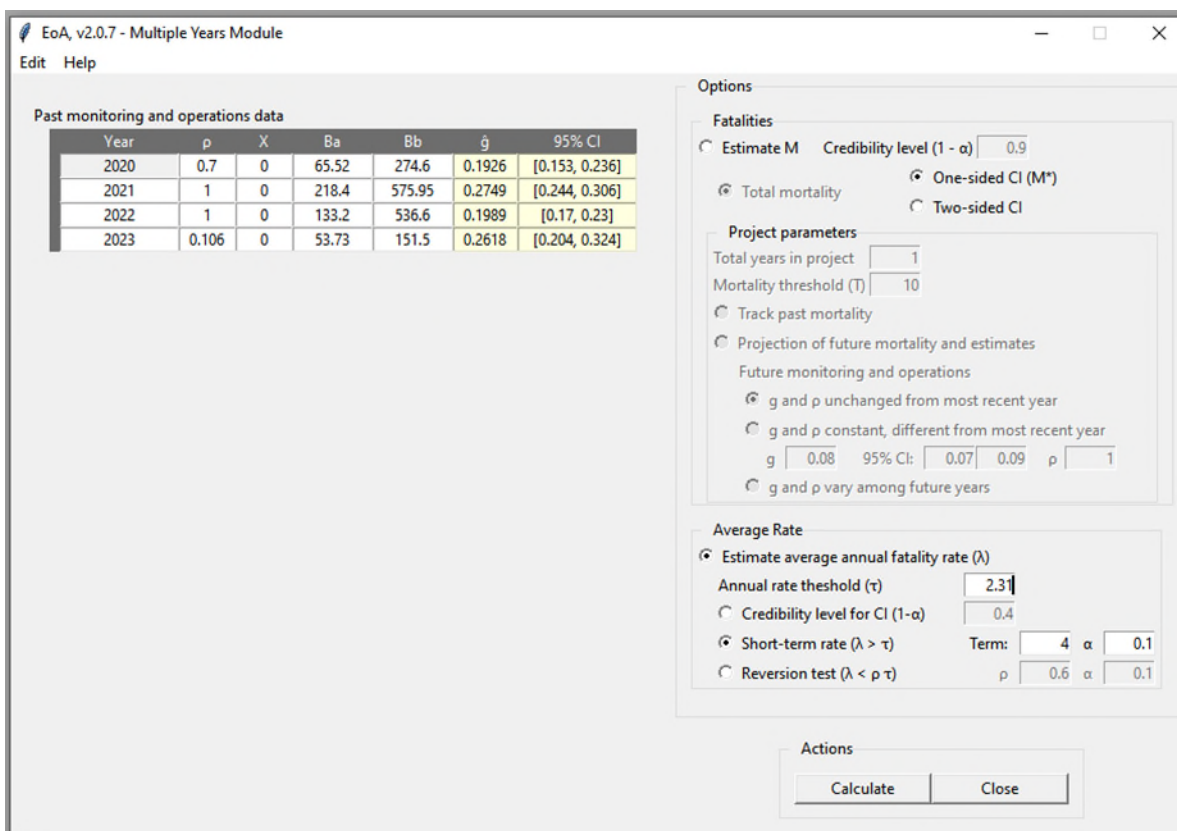 EoA, v2.0.7 - Multiple Years Module
Edit Help
Past monitoring and operations data
Year ρ X Ba Bb ĝ 95% CI
2020 0.7 0 65.52 274.6 0.1926 [0.153, 0.236]
2021 1 0 218.4 575.95 0.2749 [0.244, 0.306]
2022 1 0 133.2 536.6 0.1989 [0.17, 0.23]
2023 0.106 0 53.73 151.5 0.2618 [0.204, 0.324]
Options
Fatalities
Estimate M Credibility level (1 - α) 0.9
Total mortality
One-sided CI (M*)
Two-sided CI
Project parameters
Total years in project 1
Mortality threshold (T) 10
Track past mortality
Projection of future mortality and estimates
Future monitoring and operations
g and ρ unchanged from most recent year
g and ρ constant, different from most recent year
g 0.08 95% CI: 0.07 0.09 ρ 1
g and ρ vary among future years
Average Rate
Estimate average annual fatality rate (λ)
Annual rate theshold (τ) 2.31
Credibility level for CI (1-α) 0.4
Short-term rate (λ > τ) Term: 4 α 0.1
Reversion test (λ < ρ τ) ρ 0.6 α 0.1
Actions
Calculate Close